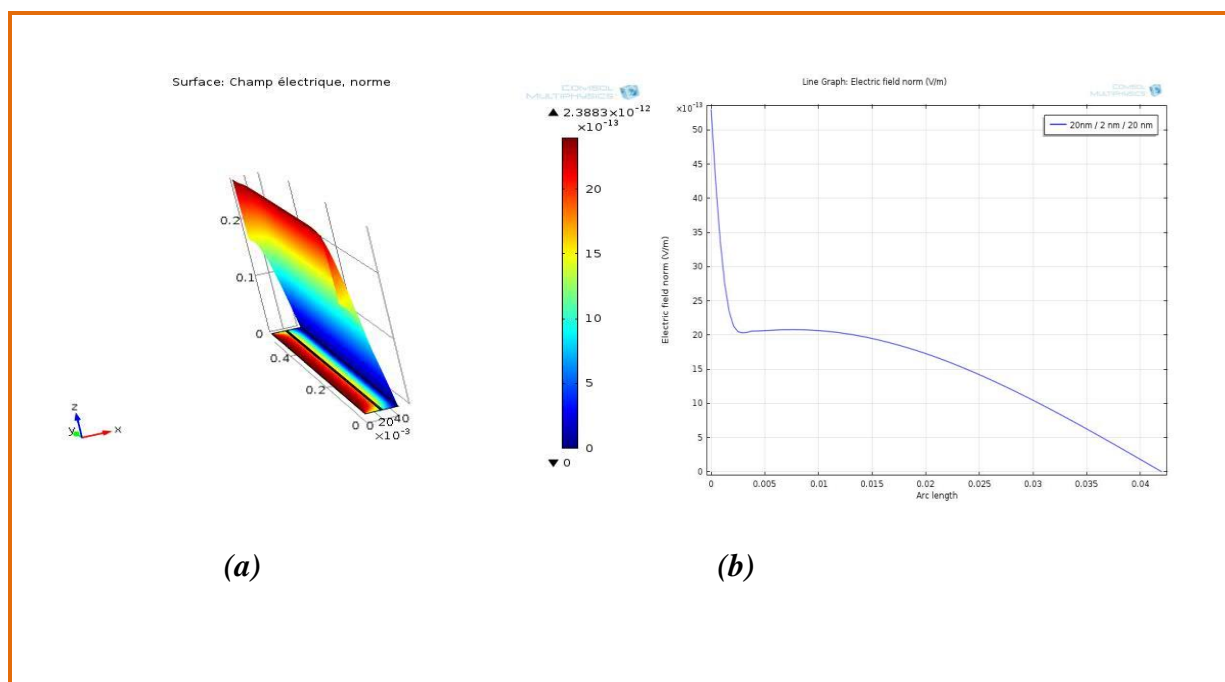 Surface: Champ électrique, norme
COMSOL
MULTIPHYSICS
▲ 2.3883×10⁻¹²
×10⁻¹³
20
15
10
5
0
▼ 0
0.2
0.1
0
0.4
0.2
0 0 20 40
×10⁻³
z
y x
(a)
Line Graph: Electric field norm (V/m)
COMSOL
MULTIPHYSICS
×10⁻¹³
20nm / 2 nm / 20 nm
50
45
40
35
30
25
20
15
10
5
0
Electric field norm (V/m)
0 0.005 0.01 0.015 0.02 0.025 0.03 0.035 0.04
Arc length
(b)